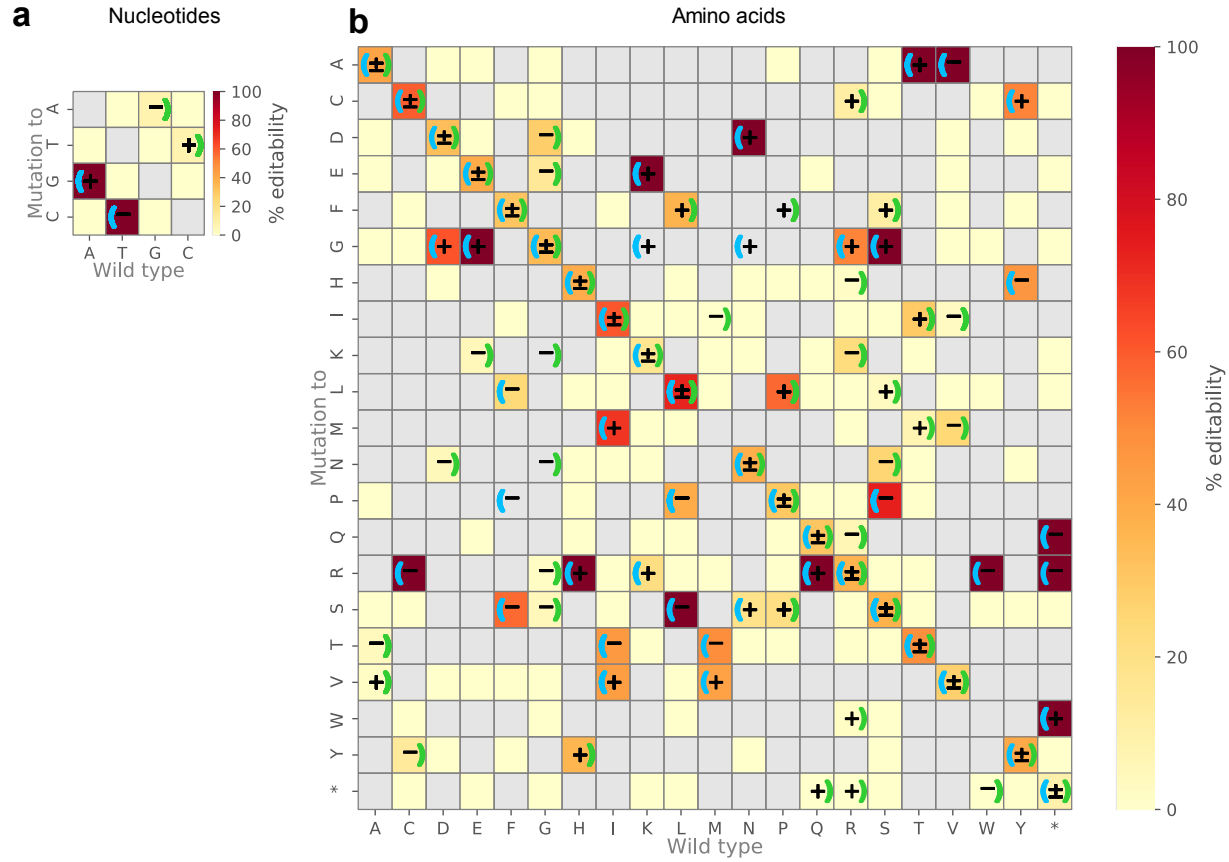 a Nucleotides
b Amino acids
Mutation to
A
T
G
C
A T G C
Wild type
100
80
60
40
20
0
% editability
Mutation to
A (±) (+ (-
C (±) +) (+
D (±) -) (+
E (±) -) (+
F (±) +) +) +)
G (+ (+ (±) (+ (+ (+ (+
H (±) -) (-
I (±) -) +) -)
K -) -) (±) -)
L (- (±) +) +)
M (+ +) -)
N -) -) (±) -)
P (- (- (±) (-
Q (±) -) (-
R (- -) (+ (+ (+ (±) (- (-
S (- -) (- (+ +) (±)
T -) (- (- (±)
V +) (+ (+ (±)
W +) (+
Y -) +) (±)
* +) +) -) (±)
A C D E F G H I K L M N P Q R S T V W Y *
Wild type
100
80
60
40
20
0
% editability